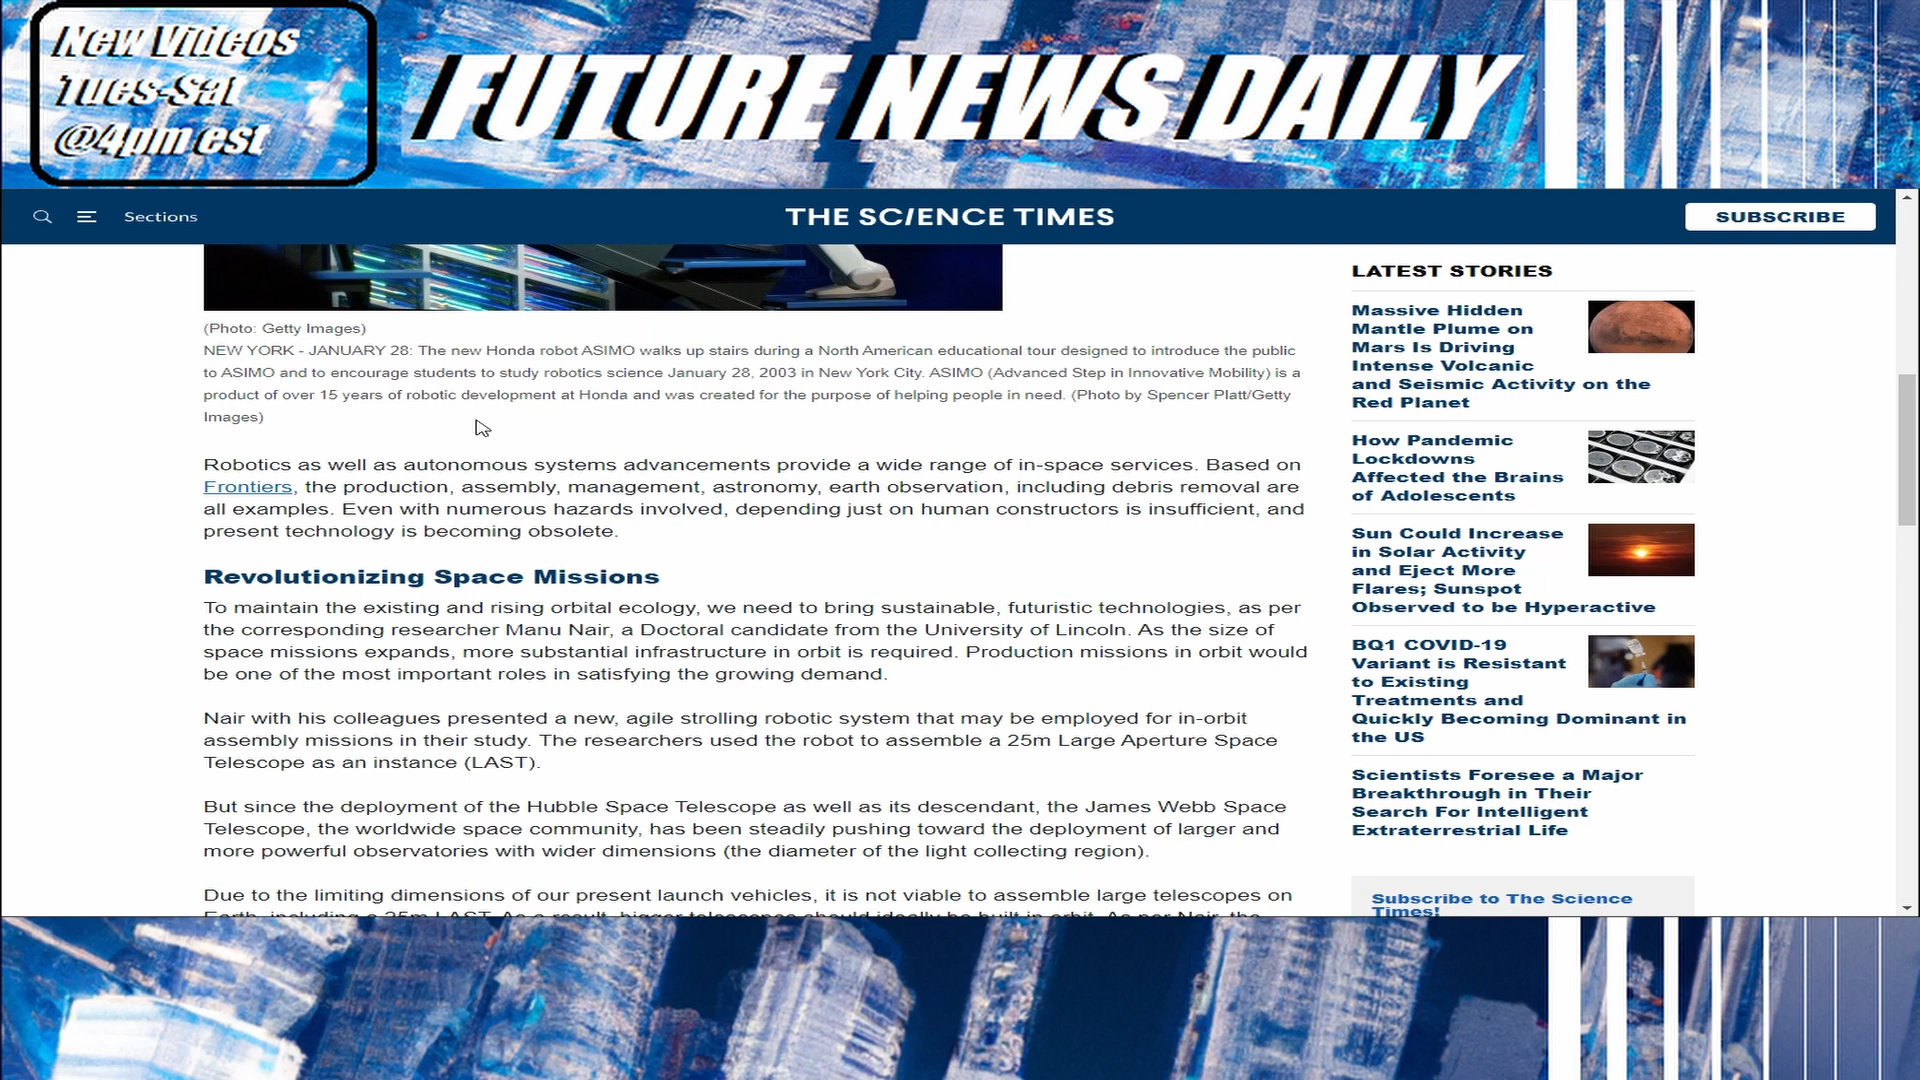 New Videos
Tues-Sat
@4pm est
FUTURE NEWS DAILY
Sections
THE SCIENCE TIMES
SUBSCRIBE
(Photo: Getty Images)
NEW YORK - JANUARY 28: The new Honda robot ASIMO walks up stairs during a North American educational tour designed to introduce the public
to ASIMO and to encourage students to study robotics science January 28, 2003 in New York City. ASIMO (Advanced Step in Innovative Mobility) is a
product of over 15 years of robotic development at Honda and was created for the purpose of helping people in need. (Photo by Spencer Platt/Getty
Images)
Robotics as well as autonomous systems advancements provide a wide range of in-space services. Based on
Frontiers, the production, assembly, management, astronomy, earth observation, including debris removal are
all examples. Even with numerous hazards involved, depending just on human constructors is insufficient, and
present technology is becoming obsolete.
Revolutionizing Space Missions
To maintain the existing and rising orbital ecology, we need to bring sustainable, futuristic technologies, as per
the corresponding researcher Manu Nair, a Doctoral candidate from the University of Lincoln. As the size of
space missions expands, more substantial infrastructure in orbit is required. Production missions in orbit would
be one of the most important roles in satisfying the growing demand.
Nair with his colleagues presented a new, agile strolling robotic system that may be employed for in-orbit
assembly missions in their study. The researchers used the robot to assemble a 25m Large Aperture Space
Telescope as an instance (LAST).
But since the deployment of the Hubble Space Telescope as well as its descendant, the James Webb Space
Telescope, the worldwide space community, has been steadily pushing toward the deployment of larger and
more powerful observatories with wider dimensions (the diameter of the light collecting region).
Due to the limiting dimensions of our present launch vehicles, it is not viable to assemble large telescopes on
Earth, including a 25m LAST. As a result, bigger telescopes should ideally be built in orbit. As per Nair, the
LATEST STORIES
Massive Hidden
Mantle Plume on
Mars Is Driving
Intense Volcanic
and Seismic Activity on the
Red Planet
How Pandemic
Lockdowns
Affected the Brains
of Adolescents
Sun Could Increase
in Solar Activity
and Eject More
Flares; Sunspot
Observed to be Hyperactive
BQ1 COVID-19
Variant is Resistant
to Existing
Treatments and
Quickly Becoming Dominant in
the US
Scientists Foresee a Major
Breakthrough in Their
Search For Intelligent
Extraterrestrial Life
Subscribe to The Science
Times!